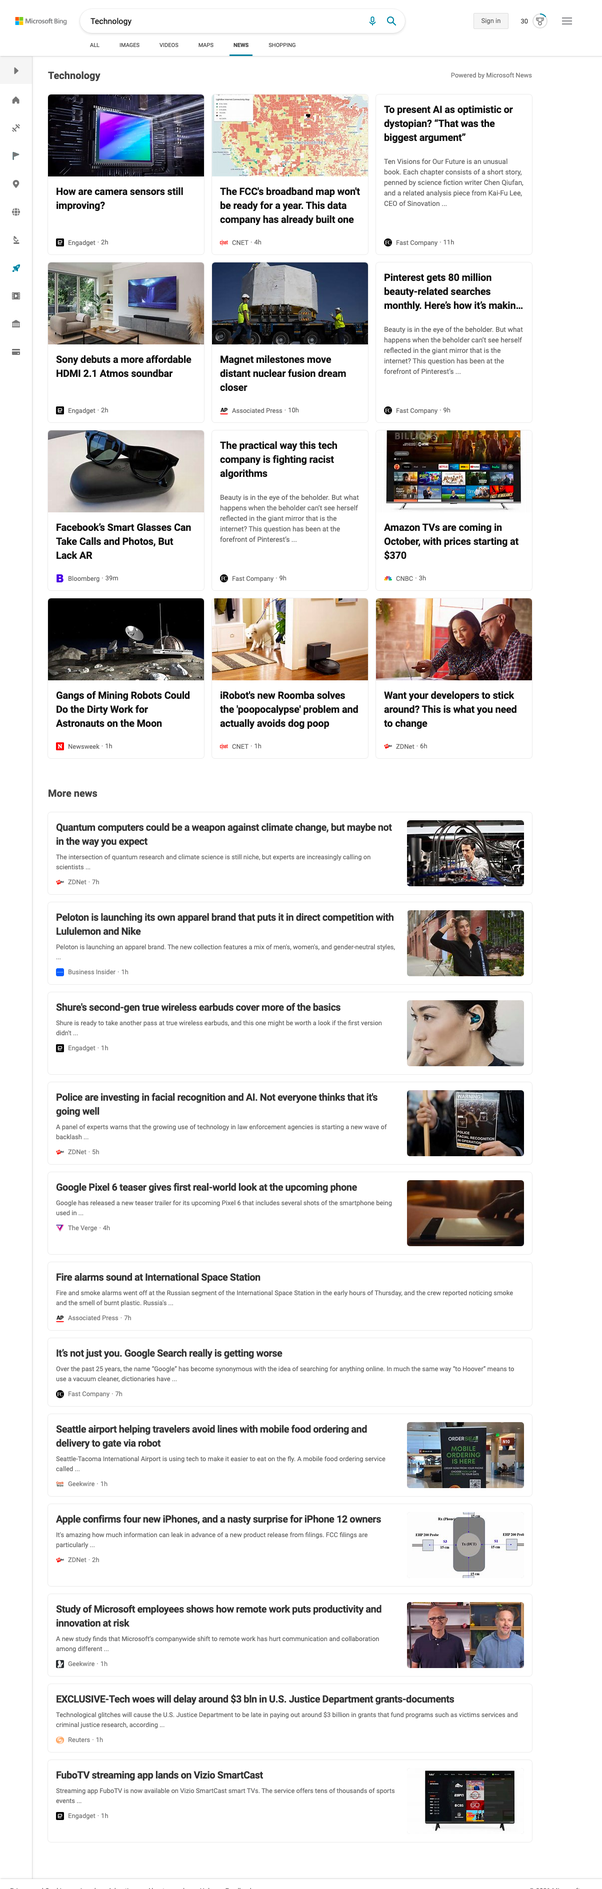 Microsoft Bing
Technology
Sign in
30
ALL
IMAGES
VIDEOS
MAPS
NEWS
SHOPPING
Technology
Powered by Microsoft News
How are camera sensors still
improving?
Engadget · 2h
The FCC's broadband map won't
be ready for a year. This data
company has already built one
CNET · 4h
To present AI as optimistic or
dystopian? “That was the
biggest argument”
Ten Visions for Our Future is an unusual
book. Each chapter consists of a short story,
penned by science fiction writer Chen Qiufan,
and a related analysis piece from Kai-Fu Lee,
CEO of Sinovation ...
Fast Company · 11h
Sony debuts a more affordable
HDMI 2.1 Atmos soundbar
Engadget · 2h
Magnet milestones move
distant nuclear fusion dream
closer
AP
Associated Press · 10h
Pinterest gets 80 million
beauty-related searches
monthly. Here’s how it’s makin...
Beauty is in the eye of the beholder. But what
happens when the beholder can’t see herself
reflected in the giant mirror that is the
internet? This question has been at the
forefront of Pinterest’s ...
Fast Company · 9h
Facebook’s Smart Glasses Can
Take Calls and Photos, But
Lack AR
Bloomberg · 39m
The practical way this tech
company is fighting racist
algorithms
Beauty is in the eye of the beholder. But what
happens when the beholder can’t see herself
reflected in the giant mirror that is the
internet? This question has been at the
forefront of Pinterest’s ...
Fast Company · 9h
Amazon TVs are coming in
October, with prices starting at
$370
CNBC · 3h
Gangs of Mining Robots Could
Do the Dirty Work for
Astronauts on the Moon
Newsweek · 1h
iRobot's new Roomba solves
the 'poopocalypse' problem and
actually avoids dog poop
CNET · 1h
Want your developers to stick
around? This is what you need
to change
ZDNet · 6h
More news
Quantum computers could be a weapon against climate change, but maybe not
in the way you expect
The intersection of quantum research and climate science is still niche, but experts are increasingly calling on
scientists ...
ZDNet · 7h
Peloton is launching its own apparel brand that puts it in direct competition with
Lululemon and Nike
Peloton is launching an apparel brand. The new collection features a mix of men's, women's, and gender-neutral styles,
...
Business Insider · 1h
Shure’s second-gen true wireless earbuds cover more of the basics
Shure is ready to take another pass at true wireless earbuds, and this one might be worth a look if the first version
didn't ...
Engadget · 1h
Police are investing in facial recognition and AI. Not everyone thinks that it's
going well
A panel of experts warns that the growing use of technology in law enforcement agencies is starting a new wave of
backlash ...
ZDNet · 5h
WARNING
POLICE
FACIAL RECOGNITION
IN OPERATION
Google Pixel 6 teaser gives first real-world look at the upcoming phone
Google has released a new teaser trailer for its upcoming Pixel 6 that includes several shots of the smartphone being
used in ...
The Verge · 4h
Fire alarms sound at International Space Station
Fire and smoke alarms went off at the Russian segment of the International Space Station in the early hours of Thursday, and the crew reported noticing smoke
and the smell of burnt plastic. Russia's ...
AP
Associated Press · 7h
It’s not just you. Google Search really is getting worse
Over the past 25 years, the name “Google” has become synonymous with the idea of searching for anything online. In much the same way “to Hoover” means to
use a vacuum cleaner, dictionaries have ...
Fast Company · 7h
Seattle airport helping travelers avoid lines with mobile food ordering and
delivery to gate via robot
Seattle-Tacoma International Airport is using tech to make it easier to eat on the fly. A mobile food ordering service
called ...
Geekwire · 1h
ORDER
MOBILE
ORDERING
IS HERE
Apple confirms four new iPhones, and a nasty surprise for iPhone 12 owners
It's amazing how much information can leak in advance of a new product release from filings. FCC filings are
particularly ...
ZDNet · 2h
Study of Microsoft employees shows how remote work puts productivity and
innovation at risk
A new study finds that Microsoft's companywide shift to remote work has hurt communication and collaboration
among different ...
Geekwire · 1h
EXCLUSIVE-Tech woes will delay around $3 bln in U.S. Justice Department grants-documents
Technological glitches will cause the U.S. Justice Department to be late in paying out around $3 billion in grants that fund programs such as victims services and
criminal justice research, according ...
Reuters · 1h
FuboTV streaming app lands on Vizio SmartCast
Streaming app FuboTV is now available on Vizio SmartCast smart TVs. The service offers tens of thousands of sports
events ...
Engadget · 1h